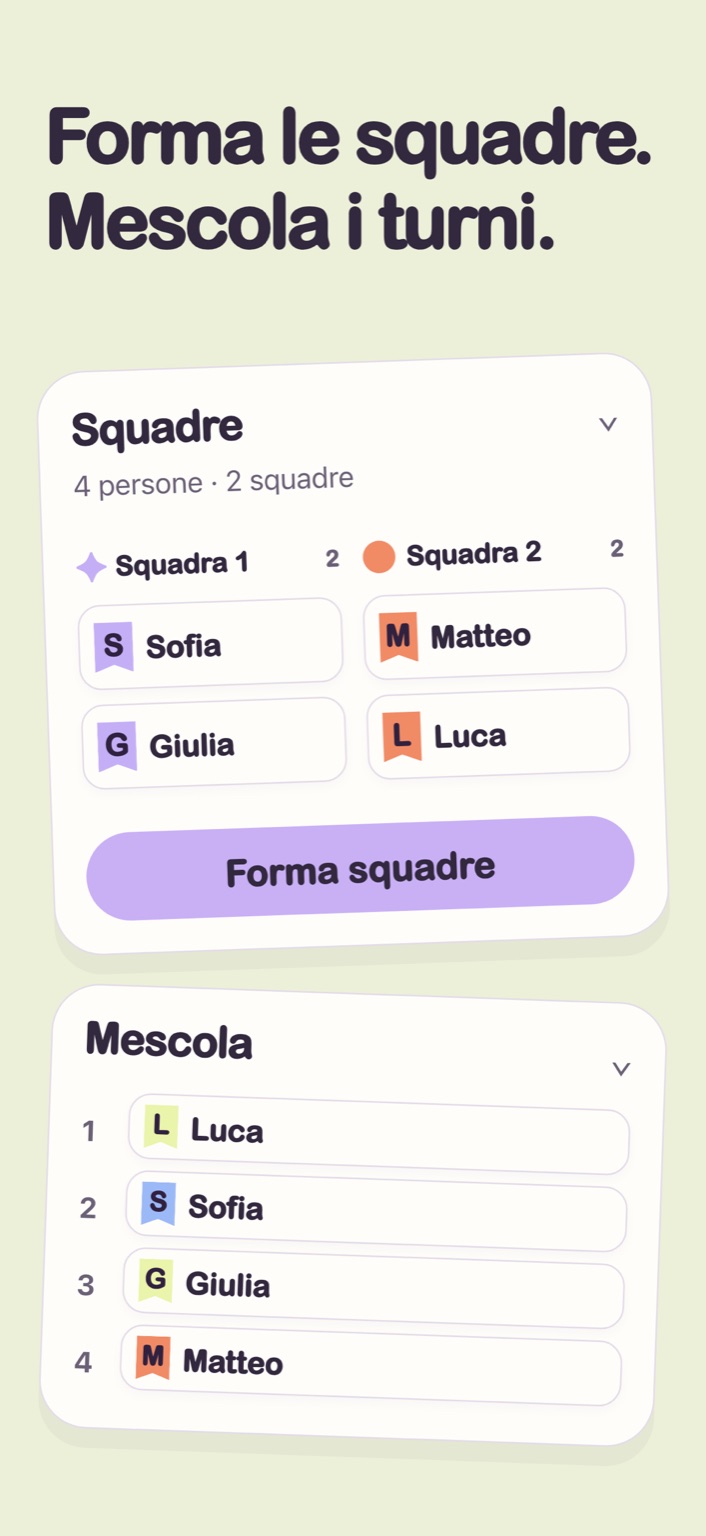 Forma le squadre.
Mescola i turni.
Squadre
4 persone · 2 squadre
Squadra 1 2
Squadra 2 2
S Sofia
M Matteo
G Giulia
L Luca
Forma squadre
Mescola
1 L Luca
2 S Sofia
3 G Giulia
4 M Matteo